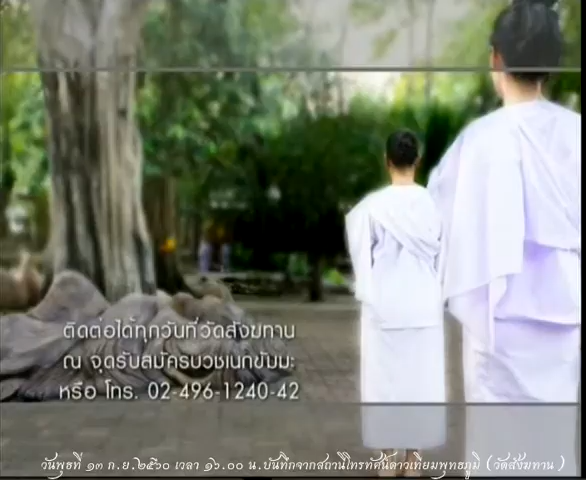 ติดต่อได้ทุกวันที่วัดสังฆทาน
ณ จุดรับสมัครบวชเนกขัมมะ
หรือ โทร. 02-496-1240-42
วันพุธที่ ๑๓ ก.ย.๒๕๖๐ เวลา ๑๖.๐๐ น.บันทึกจากสถานีโทรทัศน์ดาวเทียมพุทธภูมิ (วัดสังฆทาน)